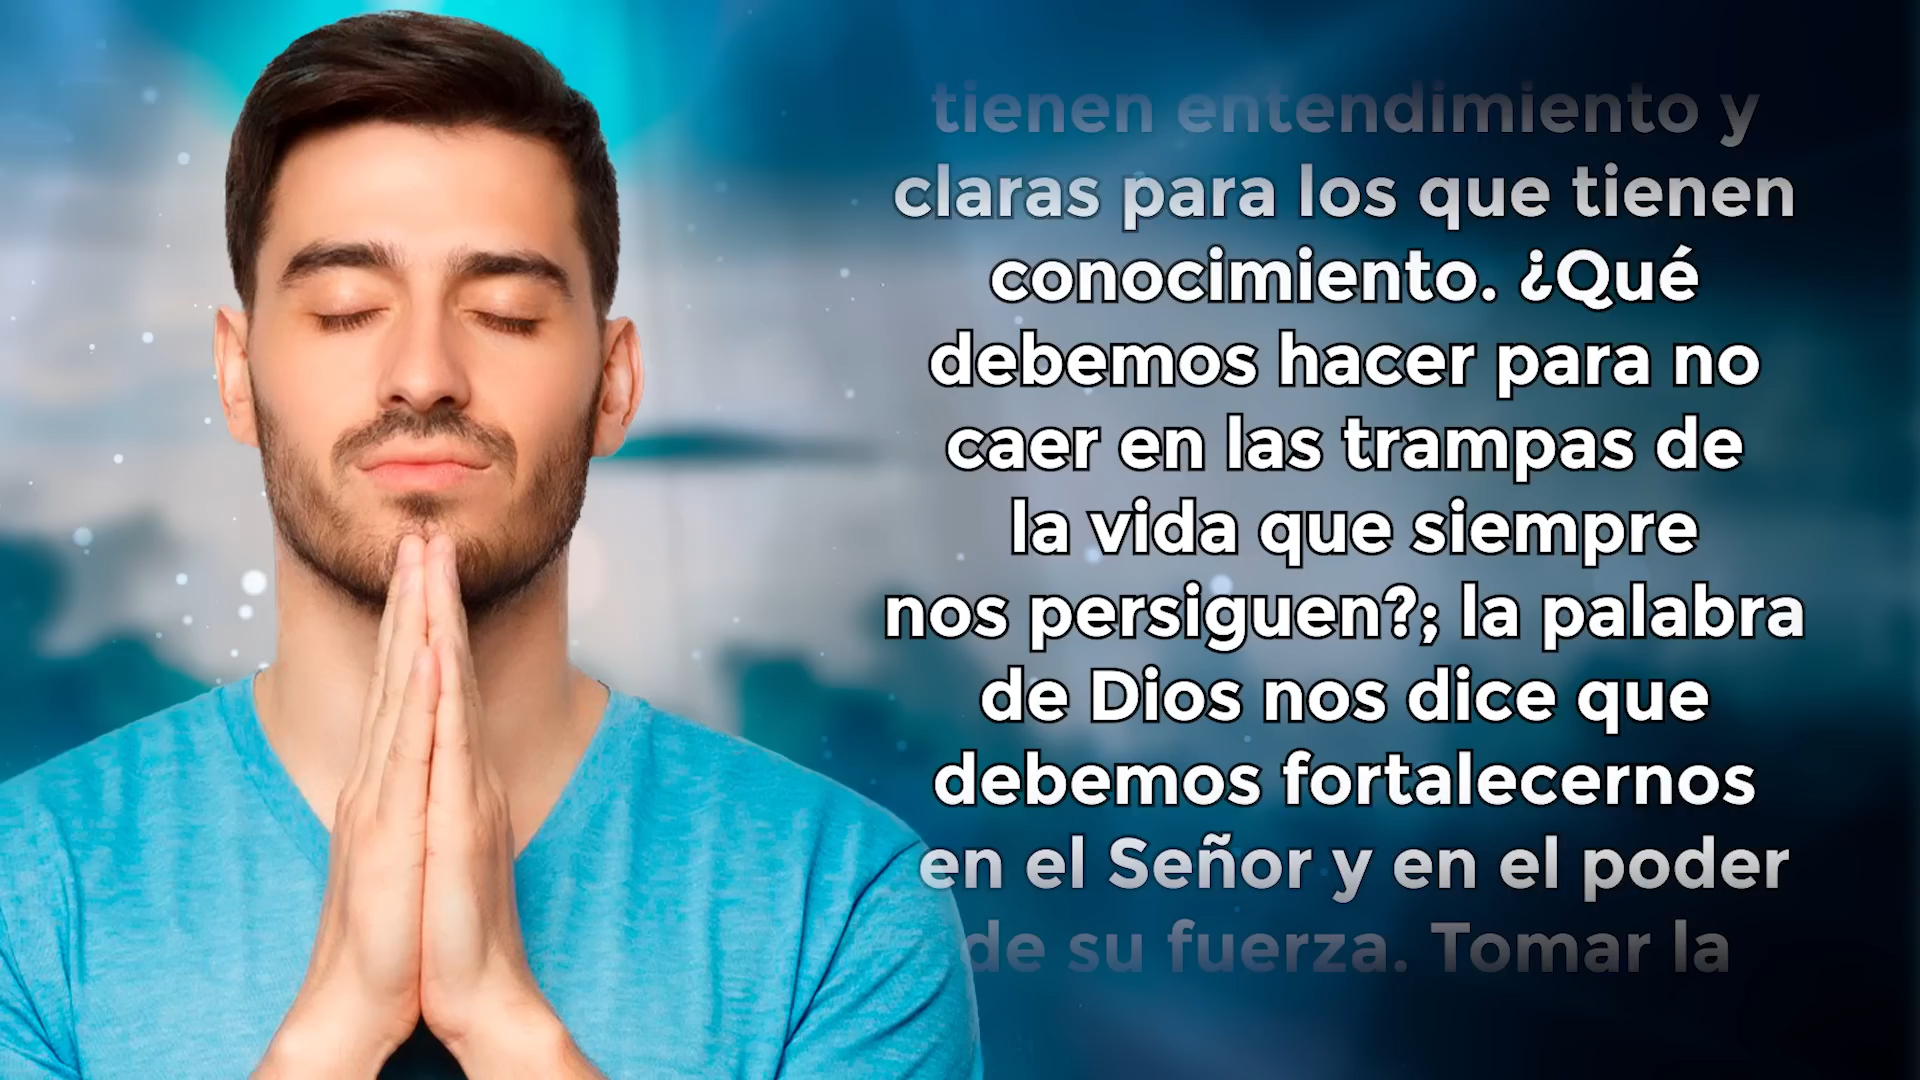 tienen entendimiento y
claras para los que tienen
conocimiento. ¿Qué
debemos hacer para no
caer en las trampas de
la vida que siempre
nos persiguen?; la palabra
de Dios nos dice que
debemos fortalecernos
en el Señor y en el poder
de su fuerza. Tomar la